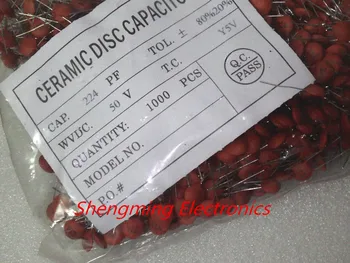 CERAMIC DISC CAPACITO
CAP. 224 PF TOL. ± 80%20%
WVDC. 50 V T.C. Y5V
QUANTITY: 1000 PCS
MODEL NO.
P.O.#
Q.C.
PASS
Shengming Electronics